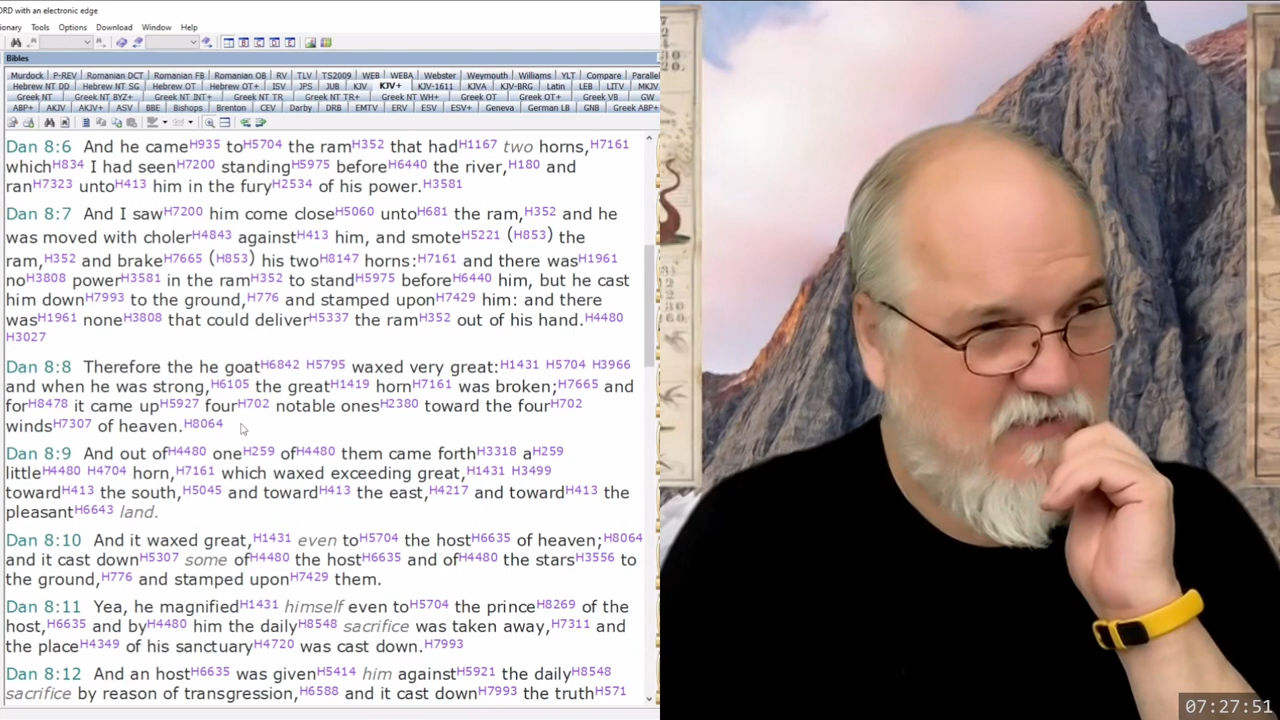 ORD with an electronic edge
ionary Tools Options Download Window Help
Bibles
Murdock P-REV Romanian DCT Romanian FB Romanian OB RV TLV TS2009 WEB WEBA Webster Weymouth Williams YLT Compare Parallel
Hebrew NT DD Hebrew NT SG Hebrew OT Hebrew OT+ ISV JPS JUB KJV KJV+ KJV-1611 KJVA KJV-BRG Latin LEB LITV MKJV
Greek NT Greek NT BYZ+ Greek NT INT+ Greek NT TR Greek NT TR+ Greek NT WH+ Greek OT Greek OT+ Greek VB GW
ABP+ AKJV AKJV+ ASV BBE Bishops Brenton CEV Darby DRB EMTV ERV ESV ESV+ Geneva German LB GNB Greek ABP+
Dan 8:6 And he came H935 to H5704 the ram H352 that had H1167 two horns, H7161
which H834 I had seen H7200 standing H5975 before H6440 the river, H180 and
ran H7323 unto H413 him in the fury H2534 of his power. H3581
Dan 8:7 And I saw H7200 him come close H5060 unto H681 the ram, H352 and he
was moved with choler H4843 against H413 him, and smote H5221 (H853) the
ram, H352 and brake H7665 (H853) his two H8147 horns: H7161 and there was H1961
no H3808 power H3581 in the ram H352 to stand H5975 before H6440 him, but he cast
him down H7993 to the ground, H776 and stamped upon H7429 him: and there
was H1961 none H3808 that could deliver H5337 the ram H352 out of his hand. H4480
H3027
Dan 8:8 Therefore the he goat H6842 H5795 waxed very great: H1431 H5704 H3966
and when he was strong, H6105 the great H1419 horn H7161 was broken; H7665 and
for H8478 it came up H5927 four H702 notable ones H2380 toward the four H702
winds H7307 of heaven. H8064
Dan 8:9 And out of H4480 one H259 of H4480 them came forth H3318 a H259
little H4480 H4704 horn, H7161 which waxed exceeding great, H1431 H3499
toward H413 the south, H5045 and toward H413 the east, H4217 and toward H413 the
pleasant H6643 land.
Dan 8:10 And it waxed great, H1431 even to H5704 the host H6635 of heaven; H8064
and it cast down H5307 some of H4480 the host H6635 and of H4480 the stars H3556 to
the ground, H776 and stamped upon H7429 them.
Dan 8:11 Yea, he magnified H1431 himself even to H5704 the prince H8269 of the
host, H6635 and by H4480 him the daily H8548 sacrifice was taken away, H7311 and
the place H4349 of his sanctuary H4720 was cast down. H7993
Dan 8:12 And an host H6635 was given H5414 him against H5921 the daily H8548
sacrifice by reason of transgression, H6588 and it cast down H7993 the truth H571
07:27:51